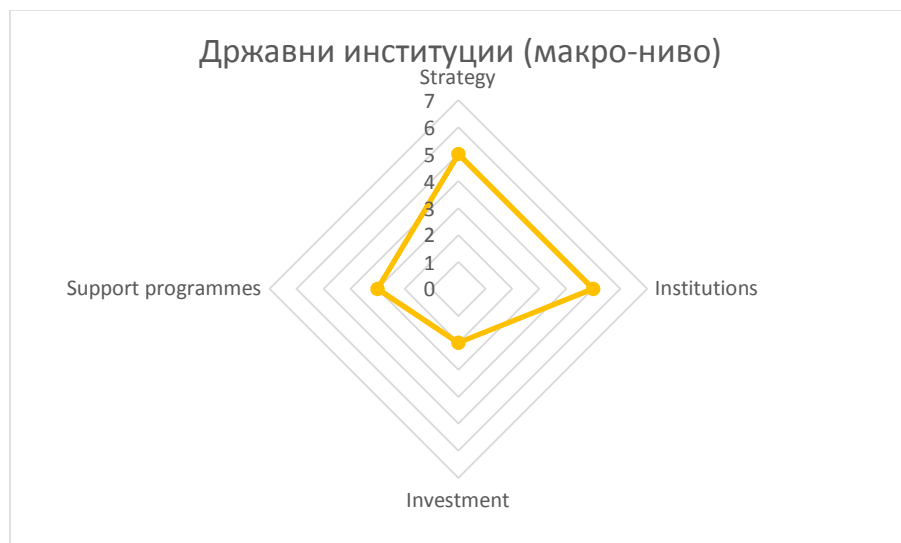 Државни институции (макро-ниво)
Strategy
7
6
5
4
3
2
1
0
Support programmes
Institutions
Investment